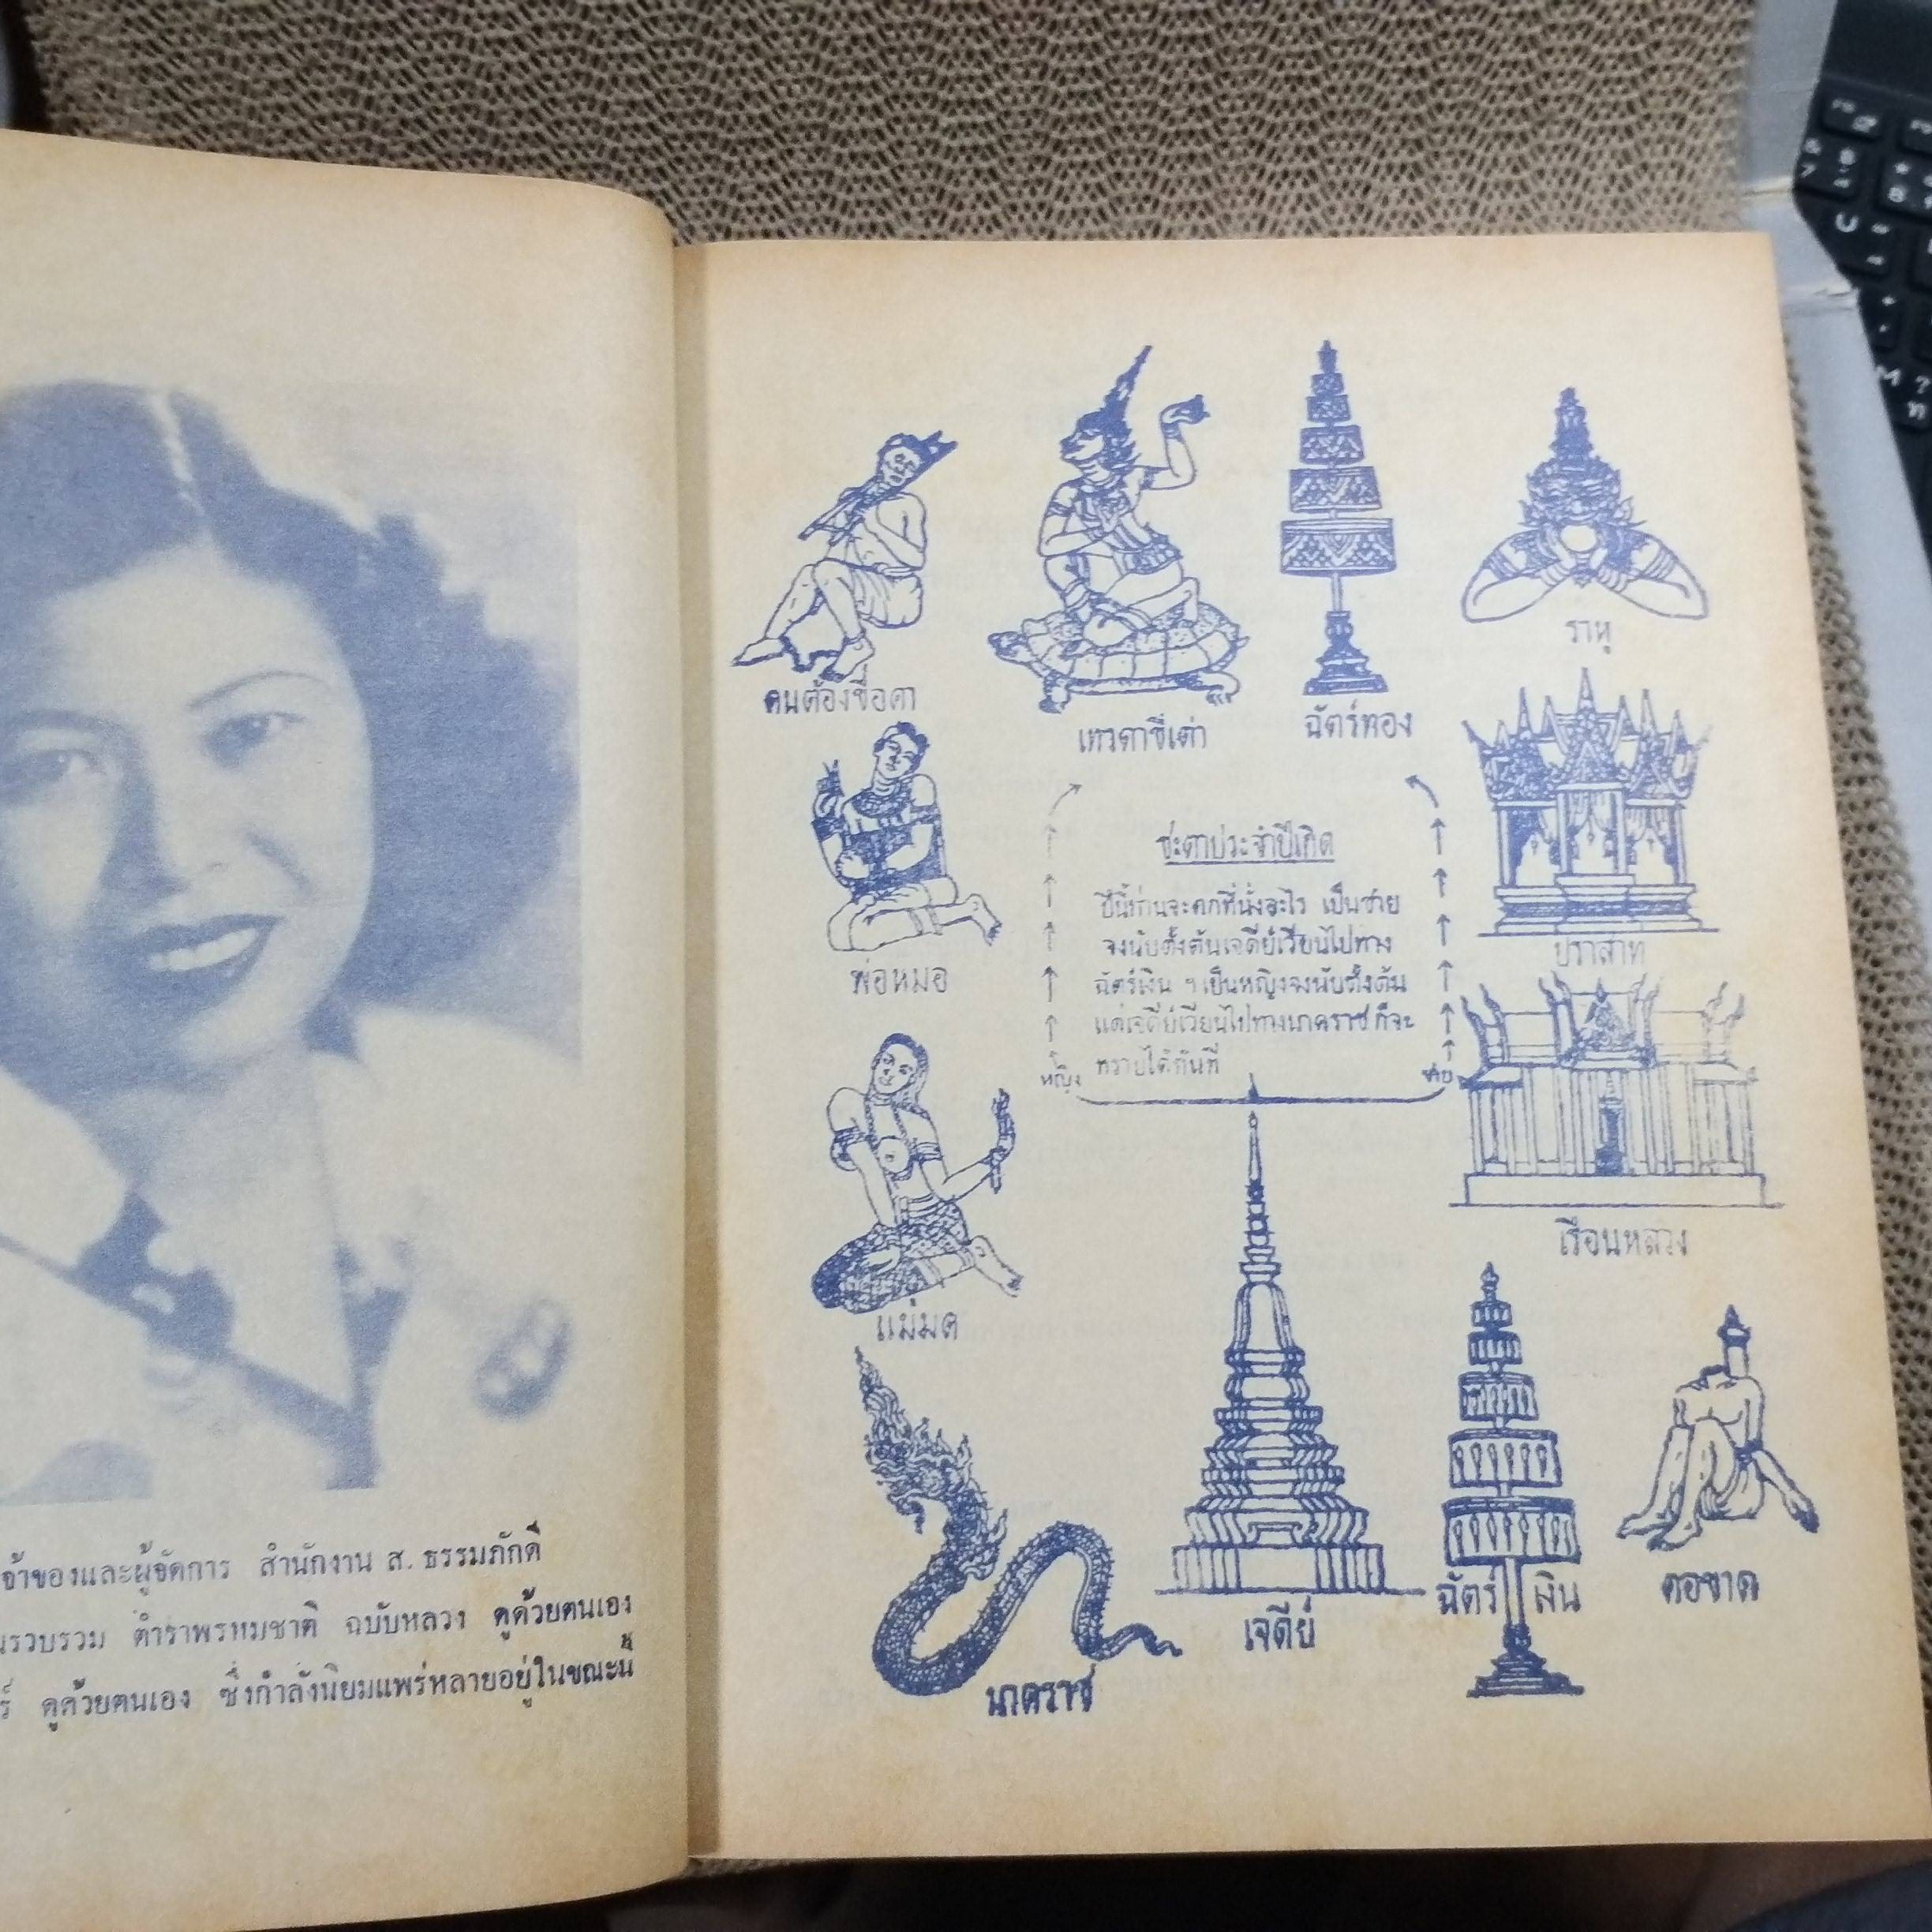 จ้าของและผู้จัดการ สำนักงาน ส. ธรรมภักดี
นรวบรวม ตำราพรหมชาติ ฉบับหลวง ดูด้วยตนเอง
ร์ ดูด้วยตนเอง ซึ่งกำลังนิยมแพร่หลายอยู่ในขณะนี้
คนต้องขื่อคา
เทวดาขี่เต่า
ฉัตร์ทอง
ราหู
พ่อหมอ
ชะตาประจำปีเกิด
ปีนี้ท่านจะตกที่นั่งอะไร เป็นชาย
จงนับตั้งต้นเจดีย์เวียนไปทาง
ฉัตร์เงิน ฯ เป็นหญิงจงนับตั้งต้น
แต่เจดีย์เวียนไปทางนาคราชก็จะ
ทราบได้ทันที
หญิง
ชาย
ปราสาท
เรือนหลวง
แม่มด
นาคราช
เจดีย์
ฉัตร์ เงิน
คอขาด